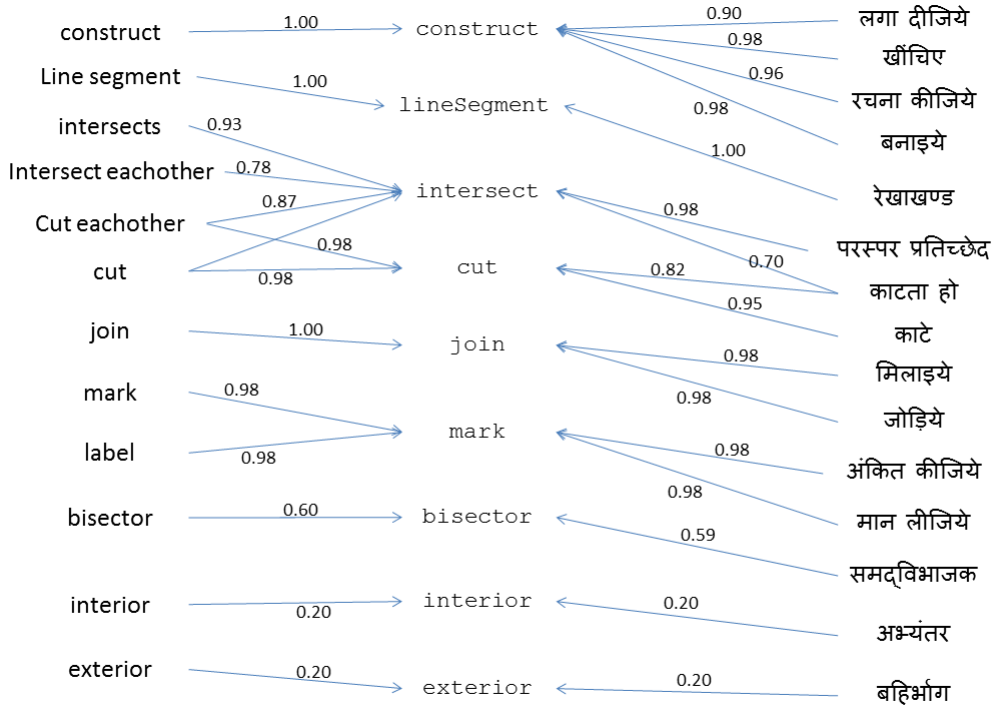 construct
1.00
construct
0.90
लगा दीजिये
0.98
खींचिए
Line segment
1.00
lineSegment
0.96
रचना कीजिये
0.98
बनाइये
intersects
0.93
1.00
रेखाखण्ड
Intersect eachother
0.78
intersect
0.98
परस्पर प्रतिच्छेद
Cut eachother
0.87
0.98
0.70
काटता हो
cut
0.98
cut
0.82
0.95
काटे
join
1.00
join
0.98
मिलाइये
0.98
जोड़िये
mark
0.98
mark
0.98
अंकित कीजिये
label
0.98
0.98
मान लीजिये
bisector
0.60
bisector
0.59
समद्विभाजक
interior
0.20
interior
0.20
अभ्यंतर
exterior
0.20
exterior
0.20
बहिर्भाग